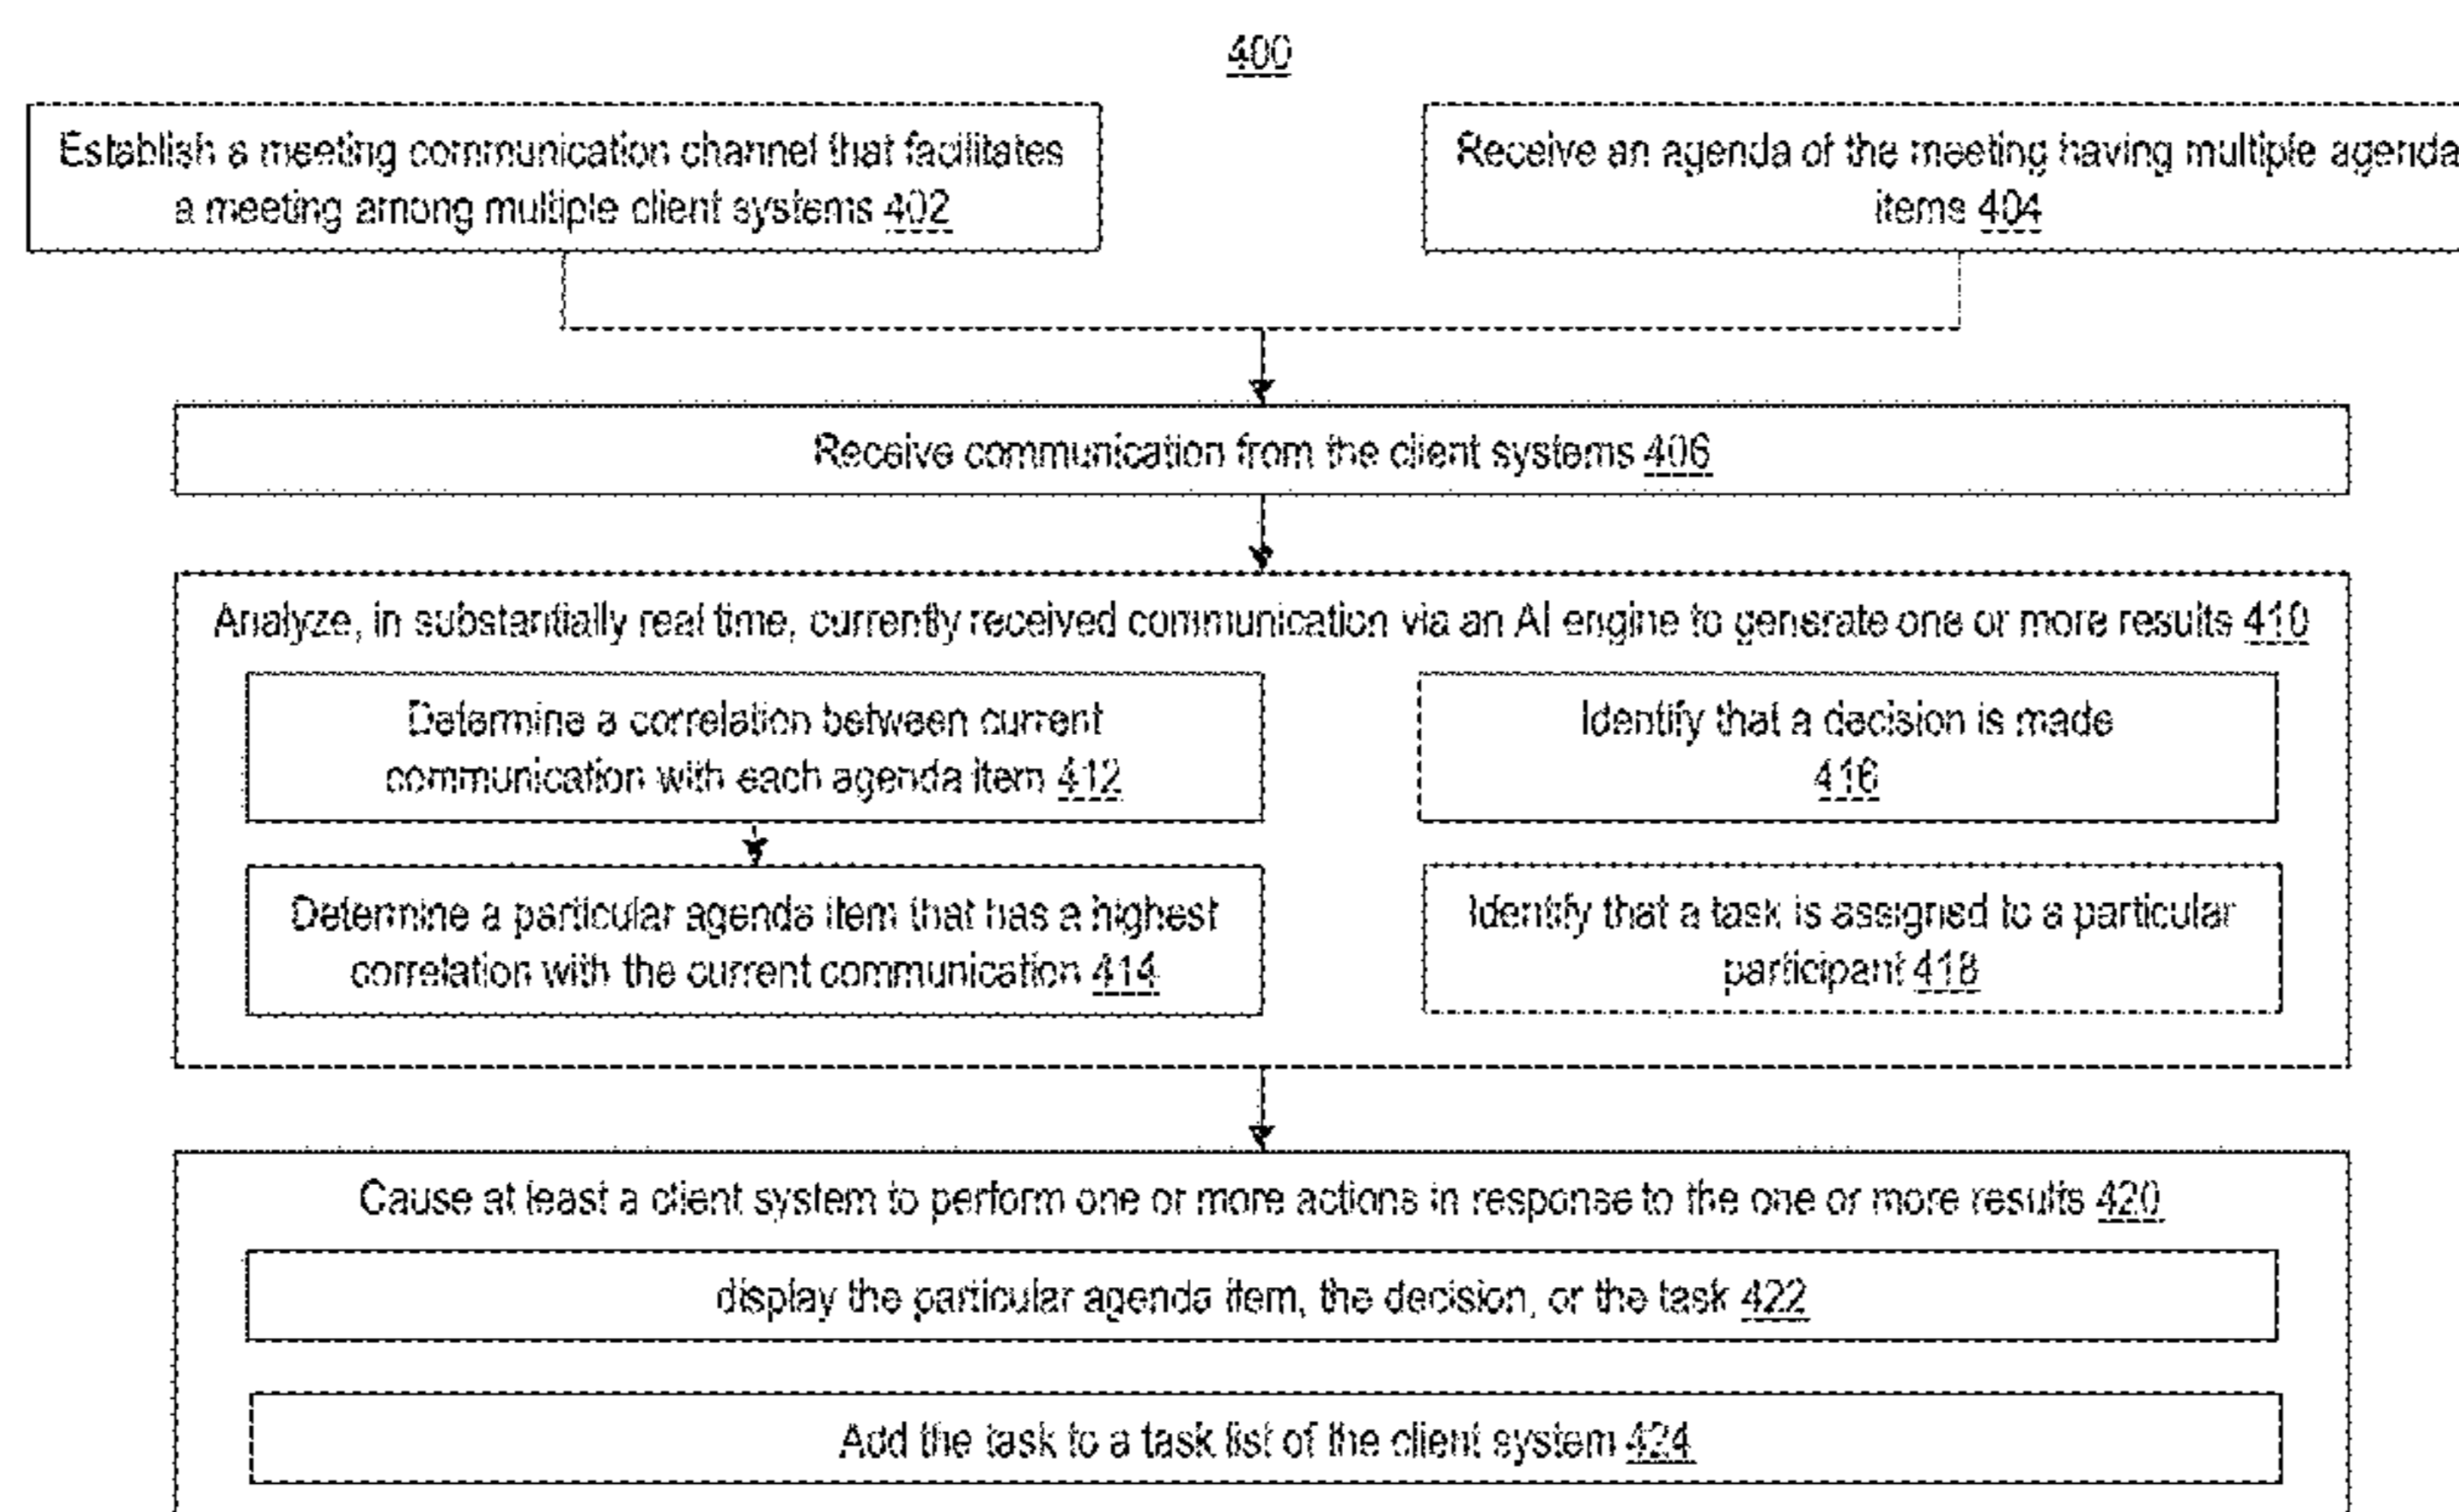 400
Establish a meeting communication channel that facilitates
a meeting among multiple client systems 402
Receive an agenda of the meeting having multiple agenda
items 404
Receive communication from the client systems 406
Analyze, in substantially real time, currently received communication via an AI engine to generate one or more results 410
Determine a correlation between current
communication with each agenda item 412
Identify that a decision is made
416
Determine a particular agenda item that has a highest
correlation with the current communication 414
Identify that a task is assigned to a particular
participant 418
Cause at least a client system to perform one or more actions in response to the one or more results 420
display the particular agenda item, the decision, or the task 422
Add the task to a task list of the client system 424